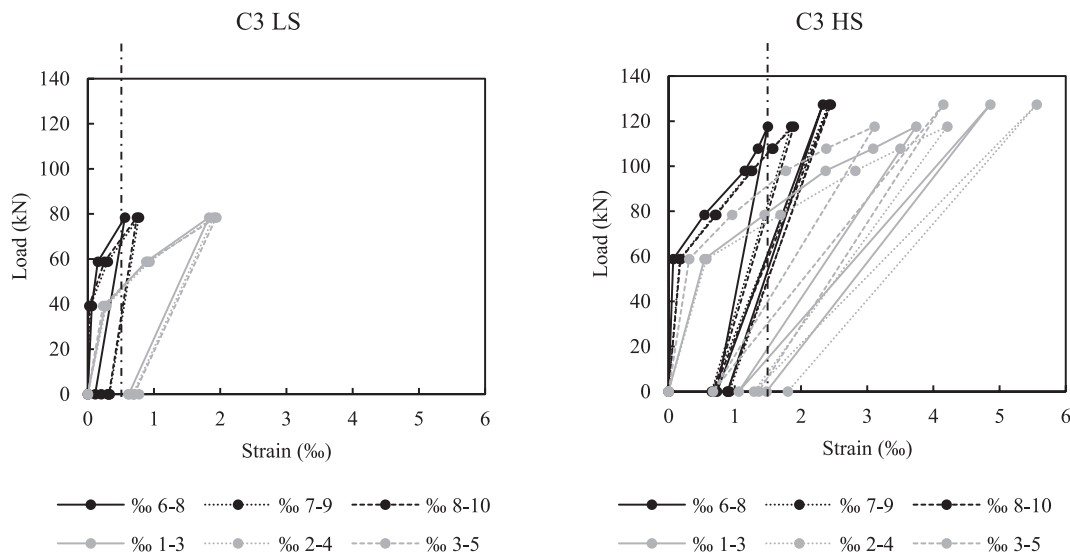 C3 LS
140
120
100
80
60
40
20
0
Load (kN)
0 1 2 3 4 5 6
Strain (‰)
‰ 6-8 ‰ 7-9 ‰ 8-10
‰ 1-3 ‰ 2-4 ‰ 3-5
C3 HS
140
120
100
80
60
40
20
0
Load (kN)
0 1 2 3 4 5 6
Strain (‰)
‰ 6-8 ‰ 7-9 ‰ 8-10
‰ 1-3 ‰ 2-4 ‰ 3-5